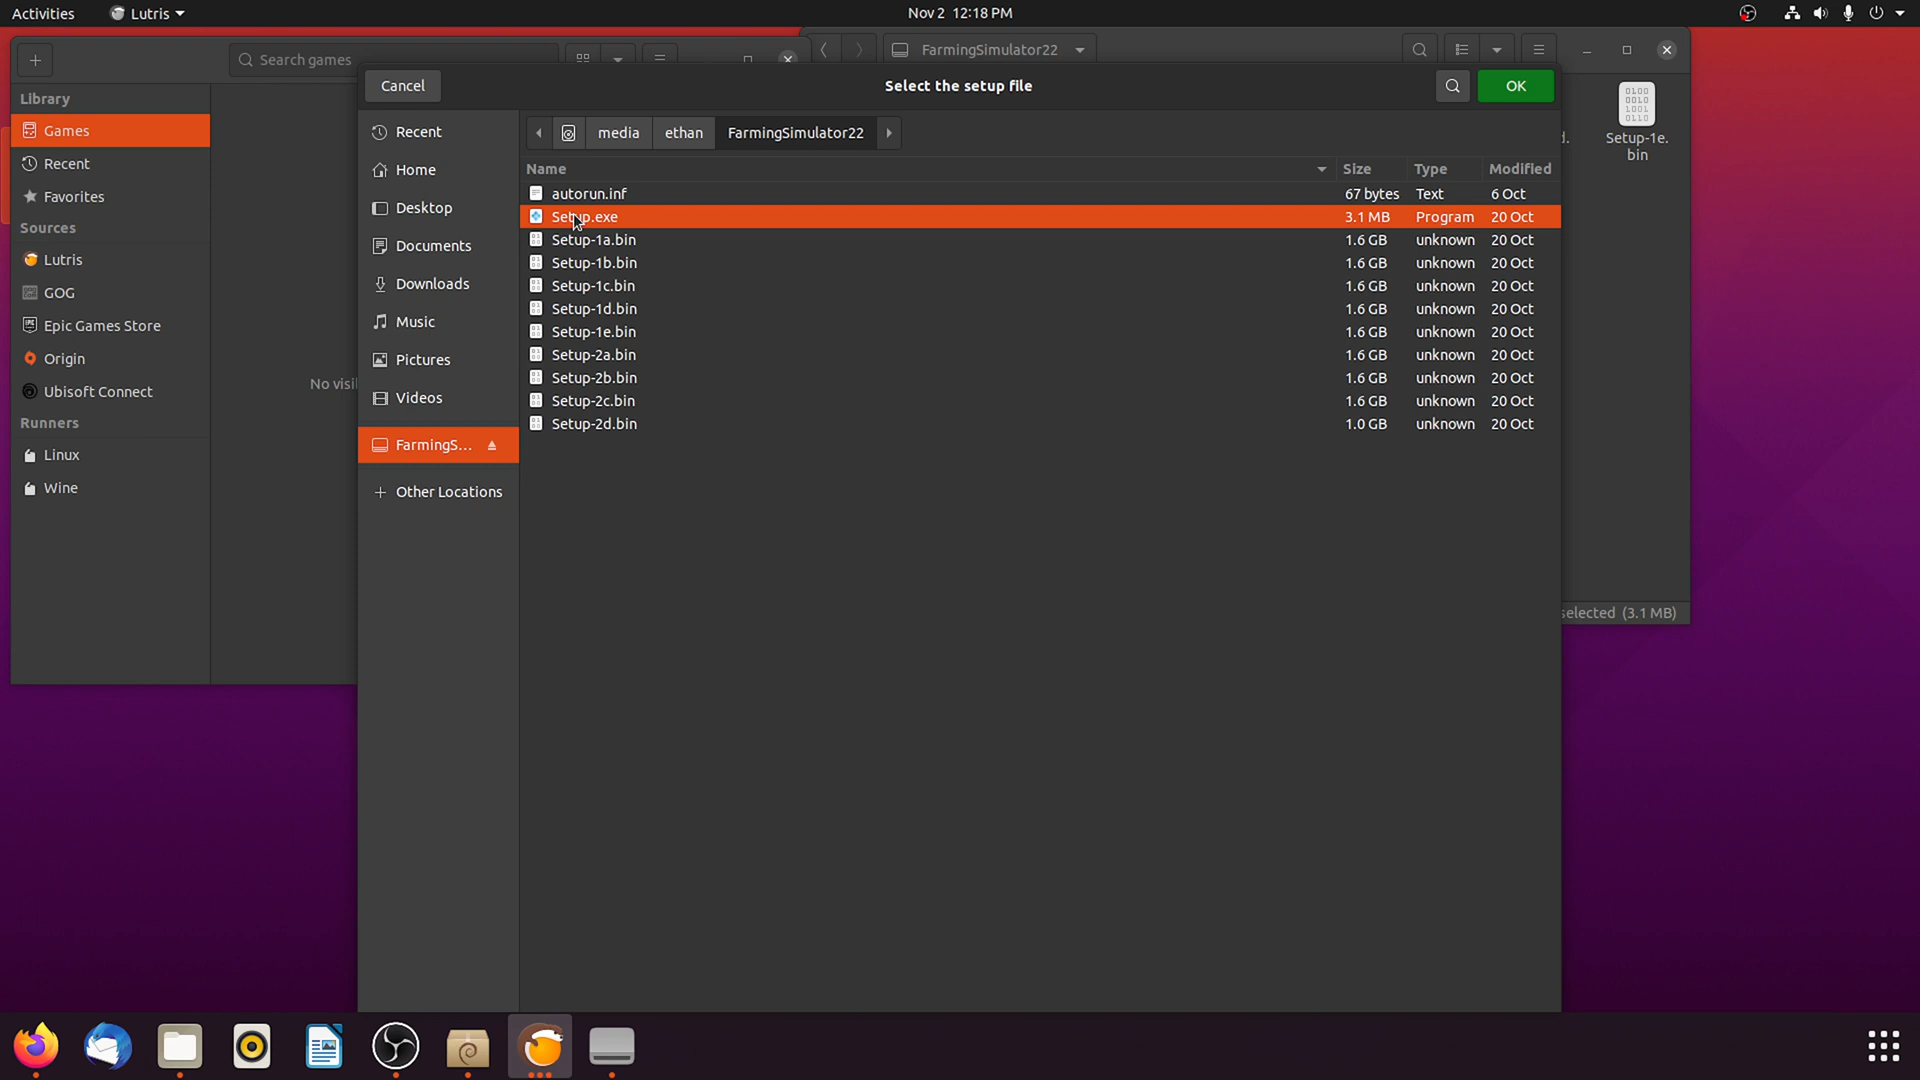 Activities Lutris Nov 2 12:18 PM
Search games FarmingSimulator22
Cancel Select the setup file OK
Library
Games
Recent
Favorites
Sources
Lutris
GOG
Epic Games Store
Origin
Ubisoft Connect
Runners
Linux
Wine
No visi
Recent
Home
Desktop
Documents
Downloads
Music
Pictures
Videos
FarmingS...
Other Locations
media ethan FarmingSimulator22
Name Size Type Modified
autorun.inf 67 bytes Text 6 Oct
Setup.exe 3.1 MB Program 20 Oct
Setup-1a.bin 1.6 GB unknown 20 Oct
Setup-1b.bin 1.6 GB unknown 20 Oct
Setup-1c.bin 1.6 GB unknown 20 Oct
Setup-1d.bin 1.6 GB unknown 20 Oct
Setup-1e.bin 1.6 GB unknown 20 Oct
Setup-2a.bin 1.6 GB unknown 20 Oct
Setup-2b.bin 1.6 GB unknown 20 Oct
Setup-2c.bin 1.6 GB unknown 20 Oct
Setup-2d.bin 1.0 GB unknown 20 Oct
d.
Setup-1e.
bin
selected (3.1 MB)